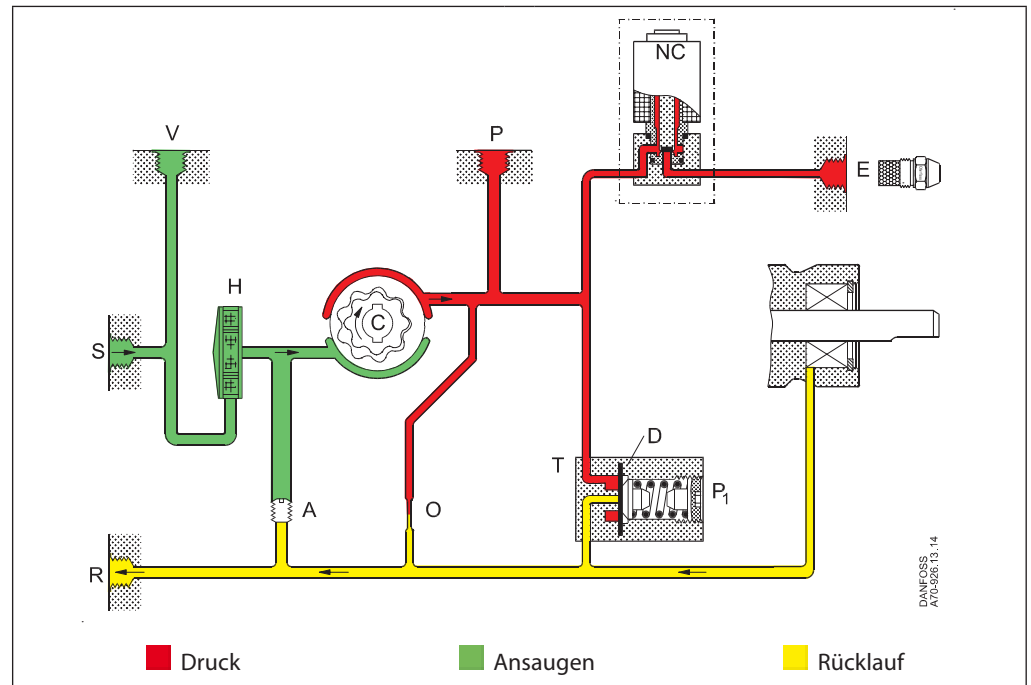 NC
V
P
E
H
C
S
D
T
P1
A
O
R
DANFOSS
A70-926.13.14
Druck
Ansaugen
Rücklauf